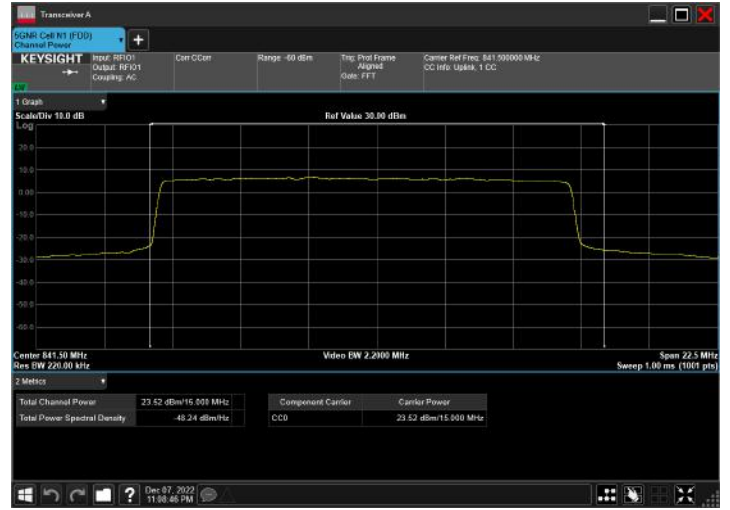 Transceiver A
5GNR Cell N1 (FDD)
Channel Power
KEYSIGHT
Input: RFIO1
Output: RFIO1
Coupling: AC
Corr CCorr
Range -60 dBm
Trig: Prot Frame
Aligned
Gate: FFT
Carrier Ref Freq: 841.500000 MHz
CC Info: Uplink, 1 CC
1 Graph
Scale/Div 10.0 dB
Ref Value 30.00 dBm
Log
20.0
10.0
0.00
-10.0
-20.0
-30.0
-40.0
-50.0
-60.0
Center 841.50 MHz
Video BW 2.2000 MHz
Span 22.5 MHz
Res BW 220.00 kHz
Sweep 1.00 ms (1001 pts)
2 Metrics
Total Channel Power
23.52 dBm/15.000 MHz
Total Power Spectral Density
-48.24 dBm/Hz
Component Carrier
Carrier Power
CC0
23.52 dBm/15.000 MHz
Dec 07, 2022
11:08:46 PM